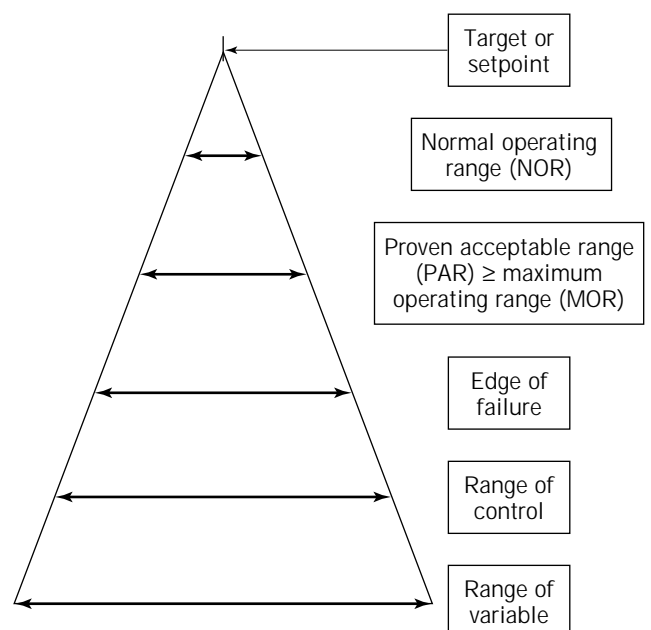 Target or
setpoint
Normal operating
range (NOR)
Proven acceptable range
(PAR) ≥ maximum
operating range (MOR)
Edge of
failure
Range of
control
Range of
variable